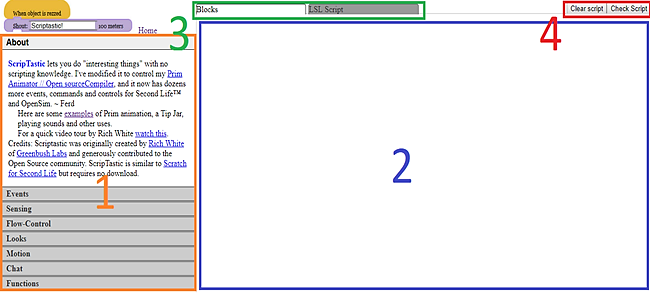 When object is rezzed
Shout: Scriptastic! 100 meters
Home
3
Blocks
LSL Script
4
Clear script
Check Script
About
ScripTastic lets you do "interesting things" with no
scripting knowledge. I've modified it to control my Prim
Animator // Open sourceCompiler, and it now has dozens
more events, commands and controls for Second Life™
and OpenSim. ~ Ferd
Here are some examples of Prim animation, a Tip Jar,
playing sounds and other uses.
For a quick video tour by Rich White watch this.
Credits: Scriptastic was originally created by Rich White
of Greenbush Labs and generously contributed to the
Open Source community. ScripTastic is similar to Scratch
for Second Life but requires no download.
1
2
Events
Sensing
Flow-Control
Looks
Motion
Chat
Functions